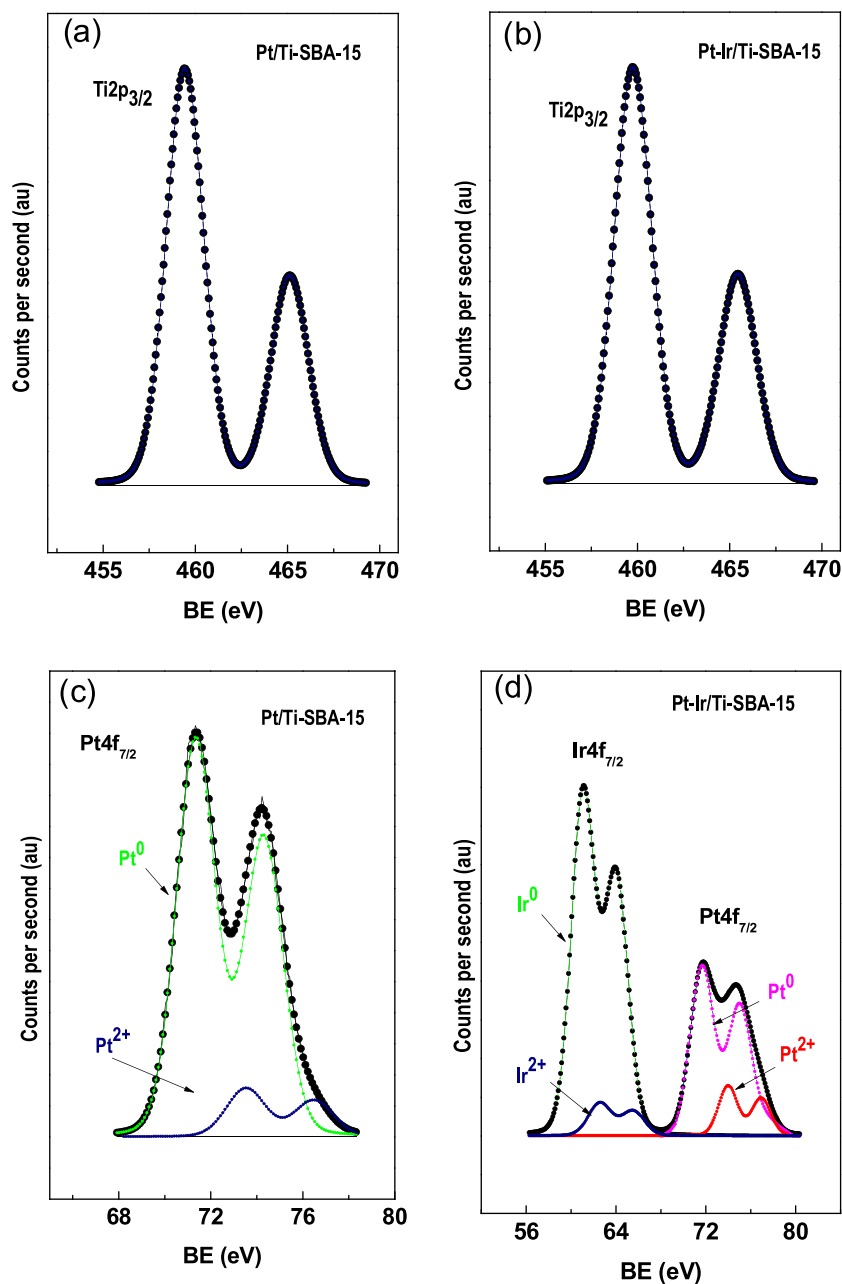 (a)
Pt/Ti-SBA-15
Ti2p3/2
Counts per second (au)
455 460 465 470
BE (eV)
(b)
Pt-Ir/Ti-SBA-15
Ti2p3/2
Counts per second (au)
455 460 465 470
BE (eV)
(c)
Pt/Ti-SBA-15
Pt4f7/2
Pt0
Pt2+
Counts per second (au)
68 72 76 80
BE (eV)
(d)
Pt-Ir/Ti-SBA-15
Ir4f7/2
Ir0
Pt4f7/2
Pt0
Pt2+
Ir2+
Counts per second (au)
56 64 72 80
BE (eV)